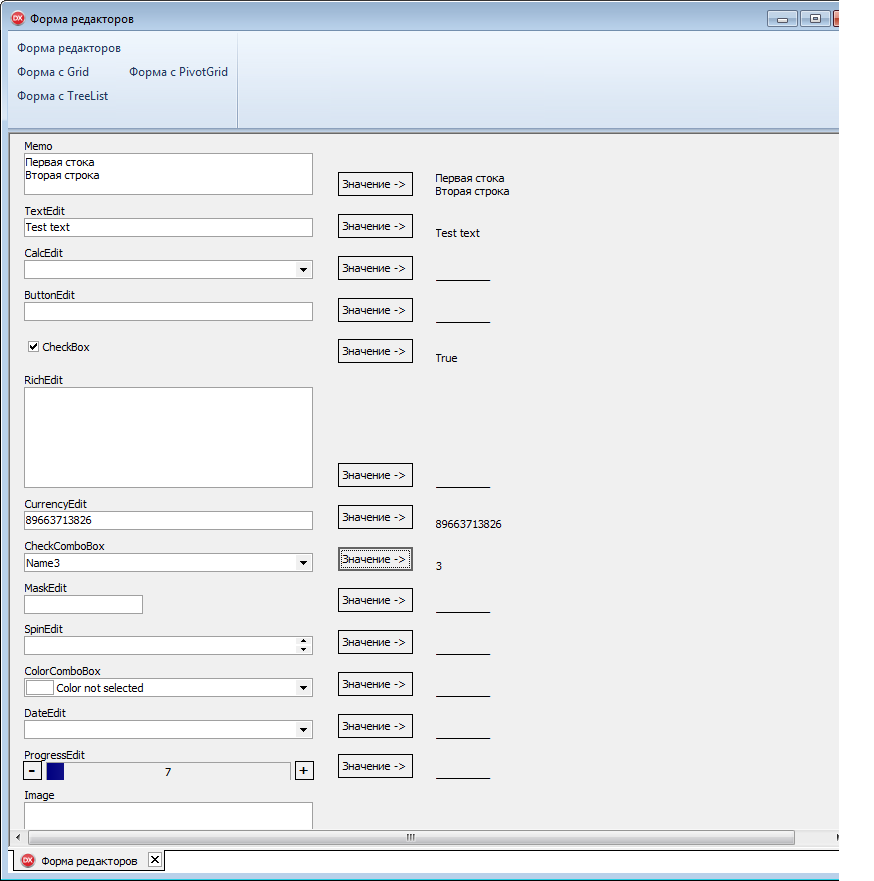 Форма редакторов
Форма редакторов
Форма с Grid Форма с PivotGrid
Форма с TreeList
Memo
Первая стока
Вторая строка
Значение ->
Первая стока
Вторая строка
TextEdit
Test text
Значение ->
Test text
CalcEdit
Значение ->
ButtonEdit
Значение ->
CheckBox
Значение ->
True
RichEdit
Значение ->
CurrencyEdit
89663713826
Значение ->
89663713826
CheckComboBox
Name3
Значение ->
3
MaskEdit
Значение ->
SpinEdit
Значение ->
ColorComboBox
Color not selected
Значение ->
DateEdit
Значение ->
ProgressEdit
- 7 +
Значение ->
Image
DX Форма редакторов